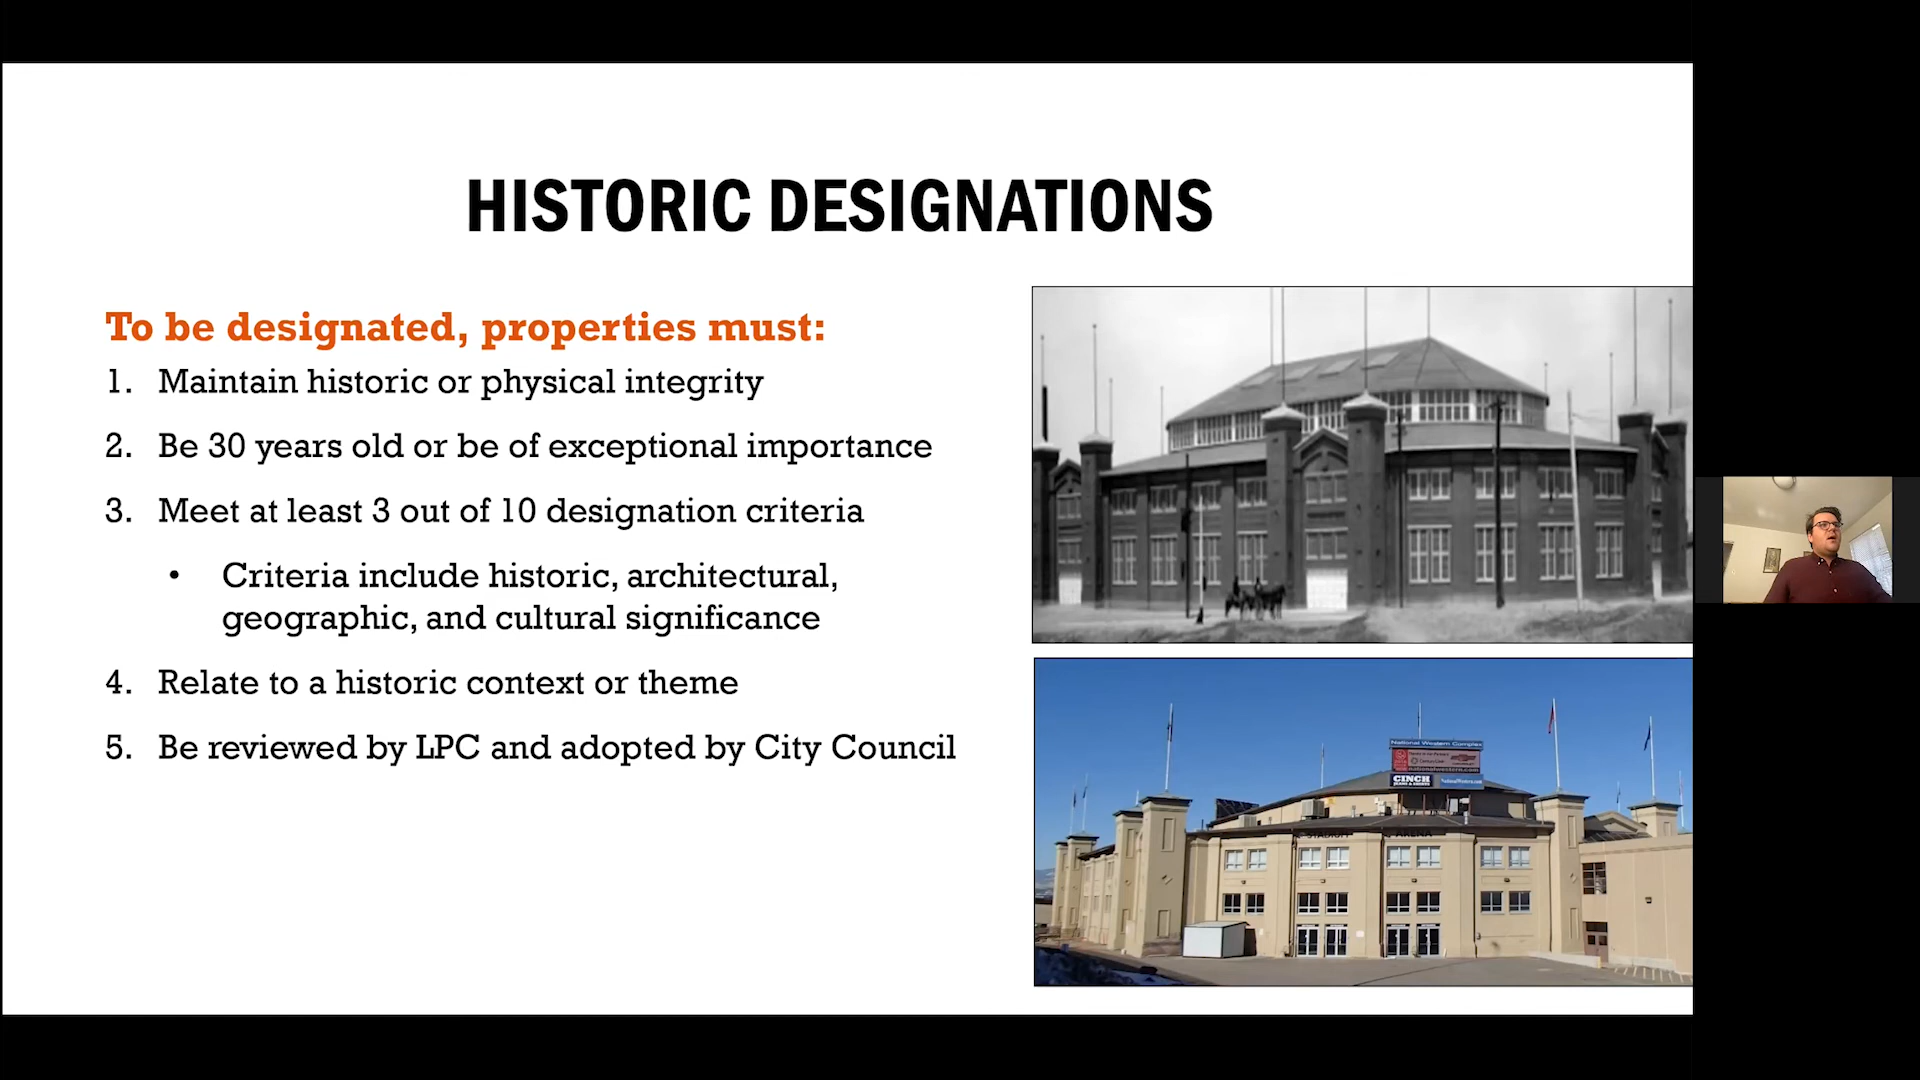 HISTORIC DESIGNATIONS
To be designated, properties must:
1. Maintain historic or physical integrity
2. Be 30 years old or be of exceptional importance
3. Meet at least 3 out of 10 designation criteria
• Criteria include historic, architectural,
geographic, and cultural significance
4. Relate to a historic context or theme
5. Be reviewed by LPC and adopted by City Council
National Western Complex
CINCH
STADIUM ARENA